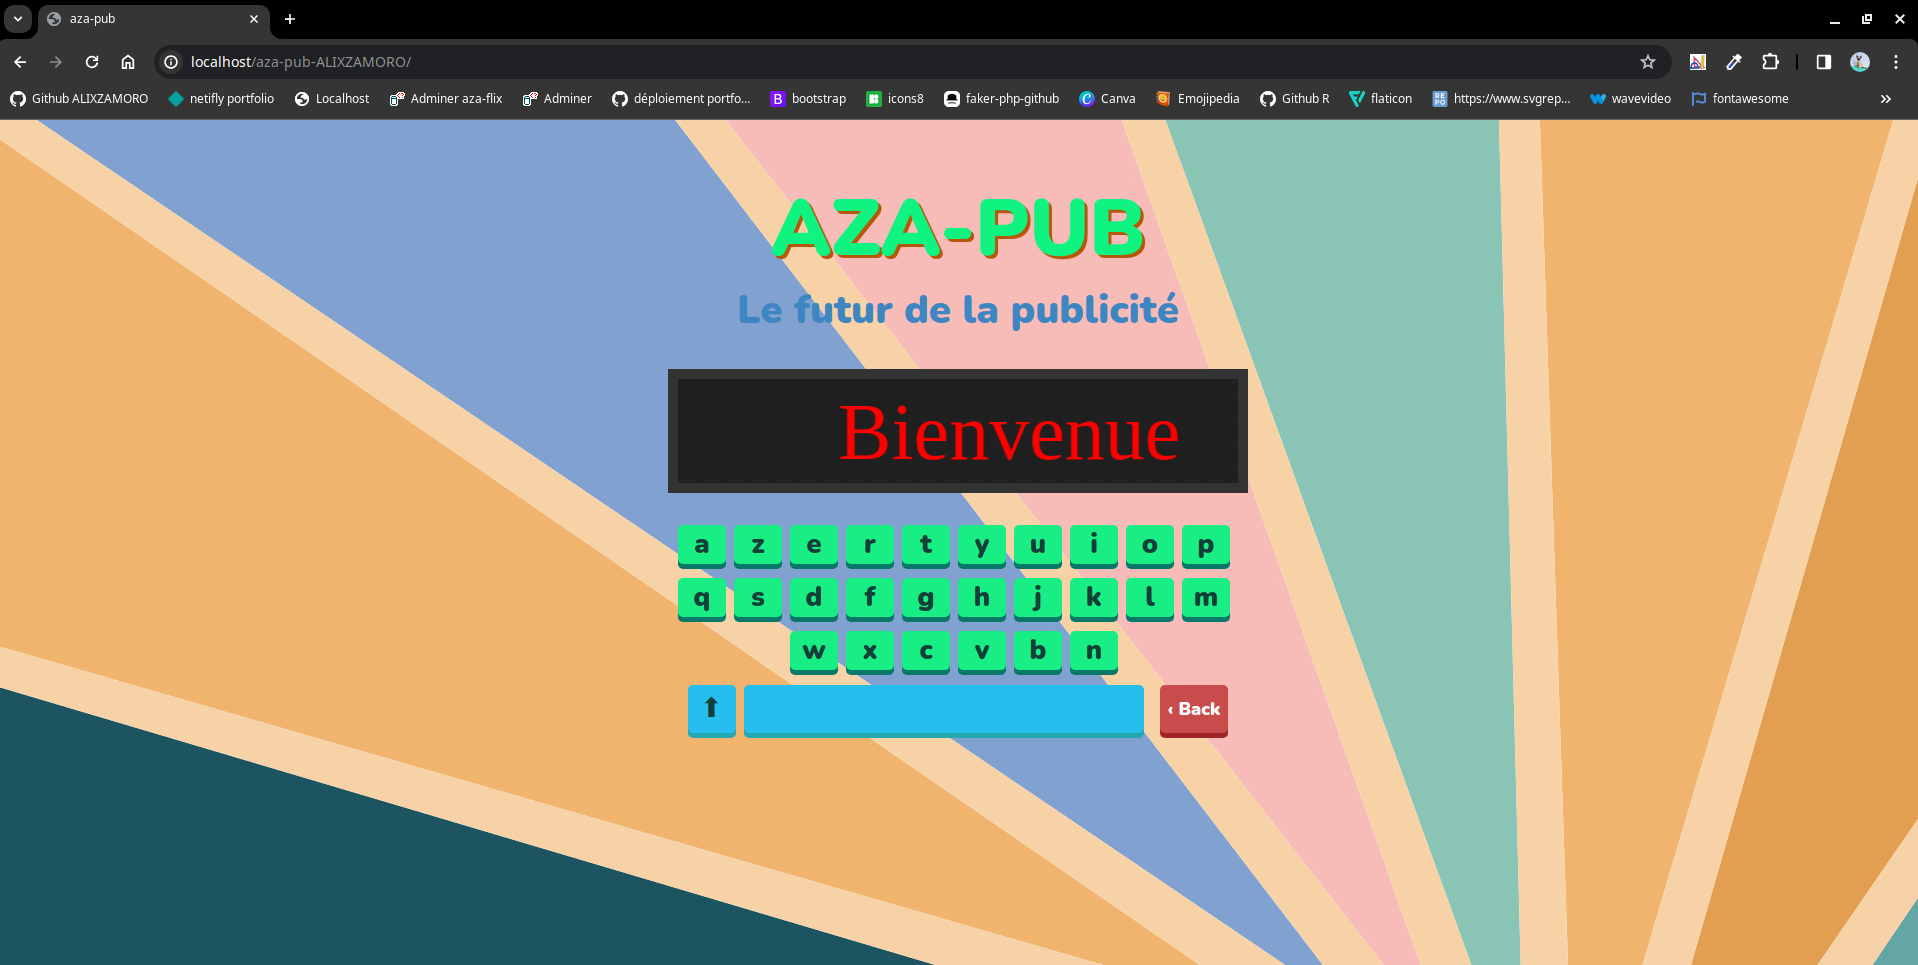 aza-pub
localhost/aza-pub-ALIXZAMORO/
Github ALIXZAMORO netifly portfolio Localhost Adminer aza-flix Adminer déploiement portfo... bootstrap icons8 faker-php-github Canva Emojipedia Github R flaticon https://www.svgrep... wavevideo fontawesome »
AZA-PUB
Le futur de la publicité
Bienvenue
a z e r t y u i o p
q s d f g h j k l m
w x c v b n
⬆ ‹ Back